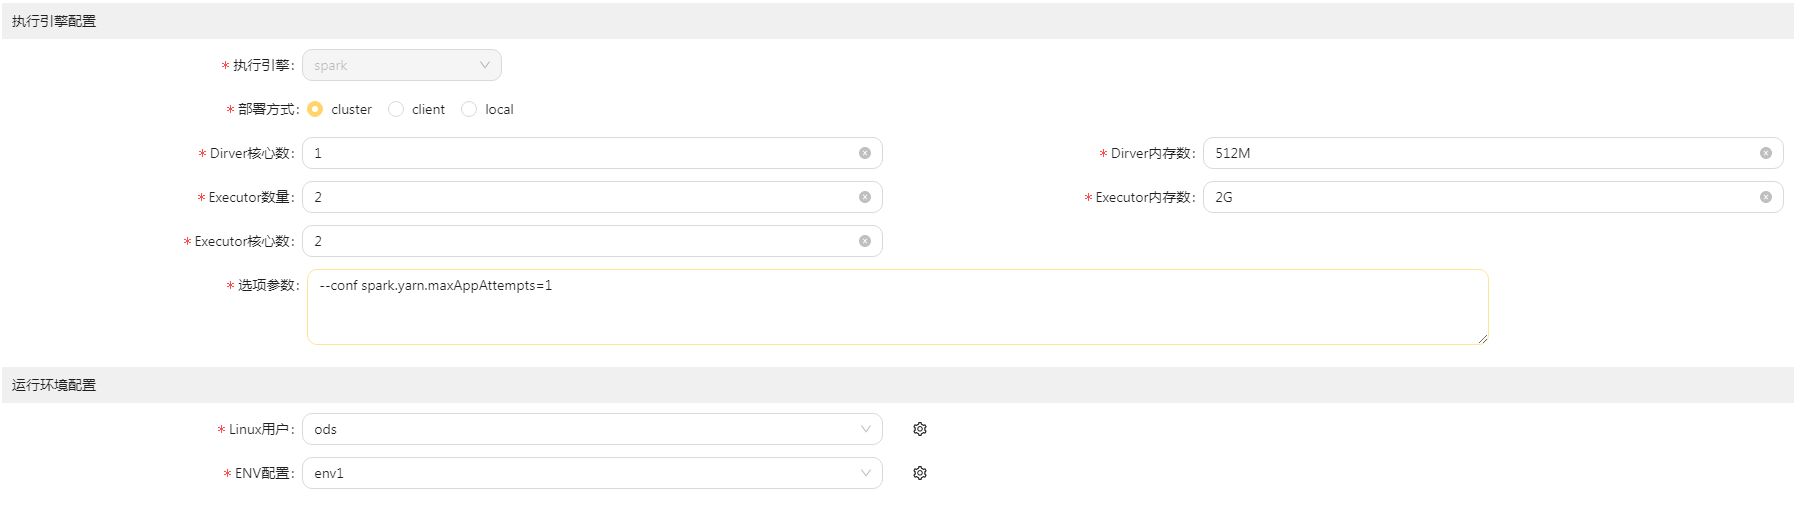 执行引擎配置
* 执行引擎: spark
* 部署方式: cluster client local
* Dirver核心数: 1 * Dirver内存数: 512M
* Executor数量: 2 * Executor内存数: 2G
* Executor核心数: 2
* 选项参数: --conf spark.yarn.maxAppAttempts=1
运行环境配置
* Linux用户: ods
* ENV配置: env1